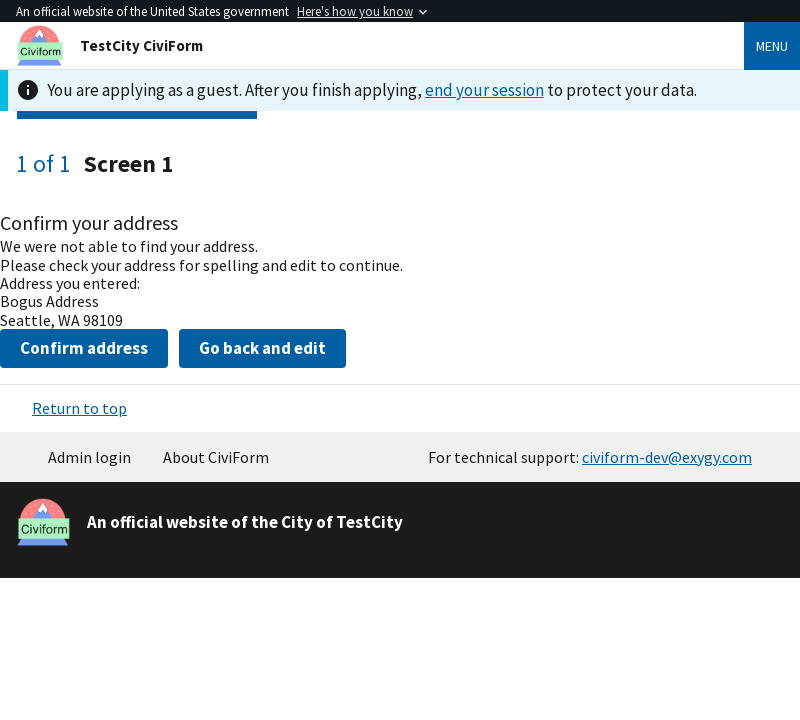 An official website of the United States government Here's how you know
Civiform
TestCity CiviForm
MENU
You are applying as a guest. After you finish applying, end your session to protect your data.
1 of 1 Screen 1
Confirm your address
We were not able to find your address.
Please check your address for spelling and edit to continue.
Address you entered:
Bogus Address
Seattle, WA 98109
Confirm address Go back and edit
Return to top
Admin login About CiviForm For technical support: civiform-dev@exygy.com
Civiform
An official website of the City of TestCity